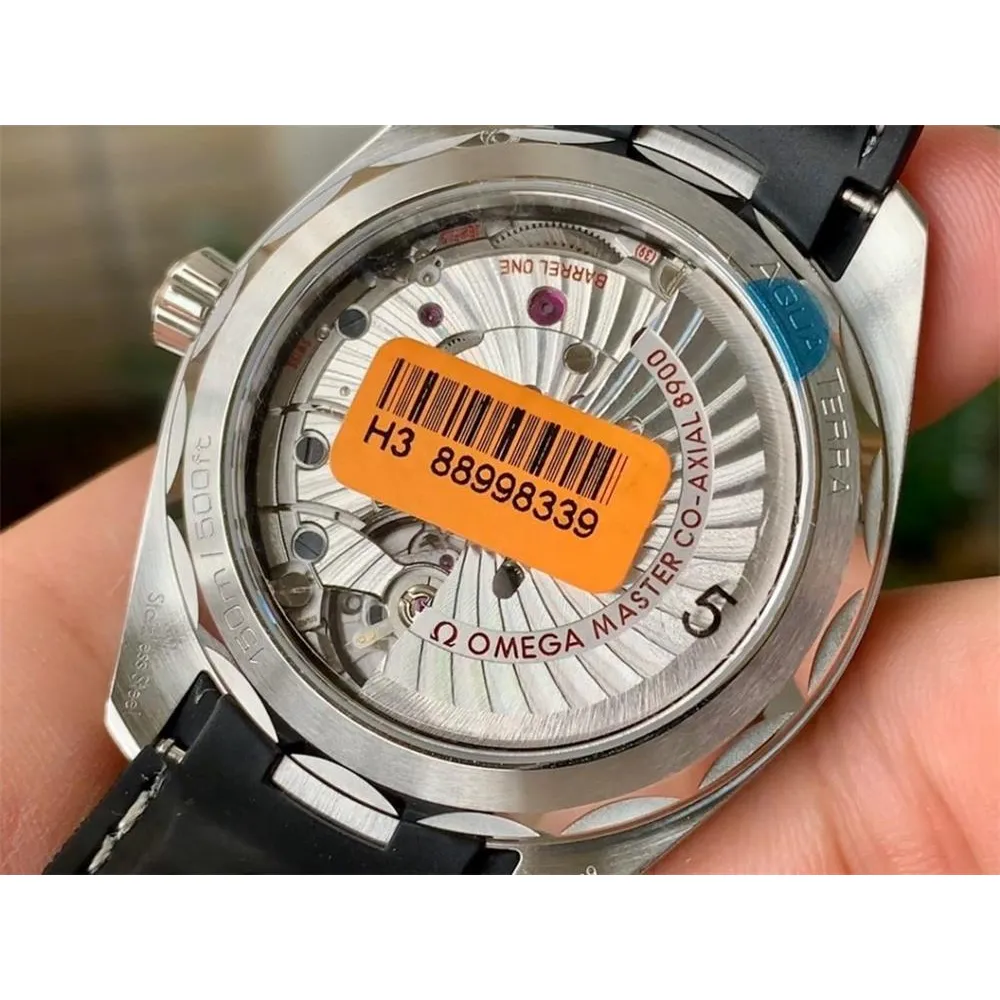 BARREL ONE
(39)
AQUA TERRA
H3 88998339
Ω OMEGA MASTER CO-AXIAL 8900
5
150m / 500ft
Stainless Steel